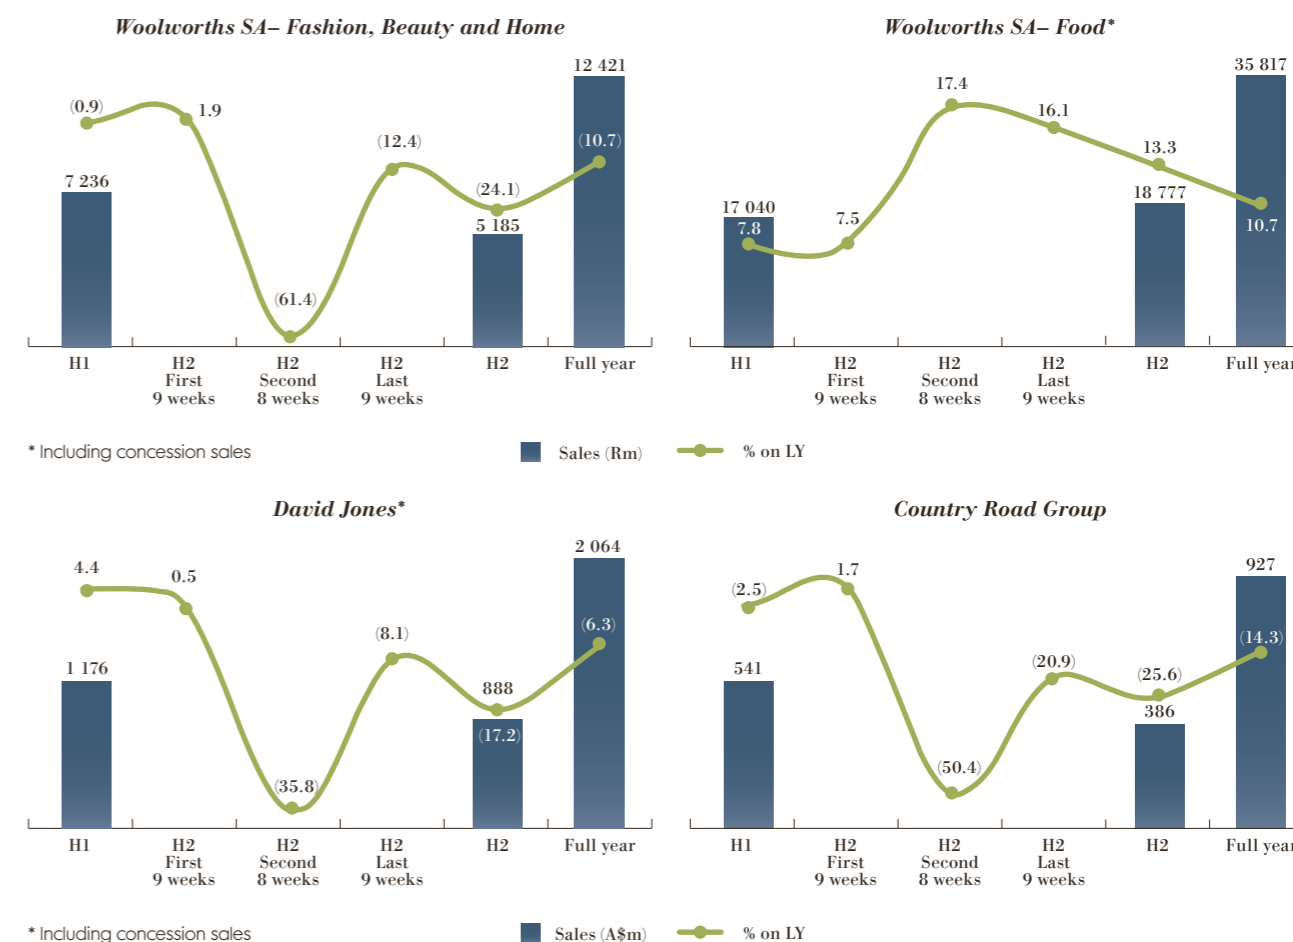 Woolworths SA– Fashion, Beauty and Home
12 421
(0.9)
1.9
(12.4)
(10.7)
7 236
(24.1)
5 185
(61.4)
H1
H2
First
9 weeks
H2
Second
8 weeks
H2
Last
9 weeks
H2
Full year
Woolworths SA– Food*
35 817
17.4
16.1
13.3
18 777
17 040
7.8
7.5
10.7
H1
H2
First
9 weeks
H2
Second
8 weeks
H2
Last
9 weeks
H2
Full year
* Including concession sales
Sales (Rm)
% on LY
David Jones*
2 064
4.4
0.5
(8.1)
(6.3)
1 176
888
(17.2)
(35.8)
H1
H2
First
9 weeks
H2
Second
8 weeks
H2
Last
9 weeks
H2
Full year
Country Road Group
927
(2.5)
1.7
(14.3)
541
(20.9)
(25.6)
386
(50.4)
H1
H2
First
9 weeks
H2
Second
8 weeks
H2
Last
9 weeks
H2
Full year
* Including concession sales
Sales (A$m)
% on LY